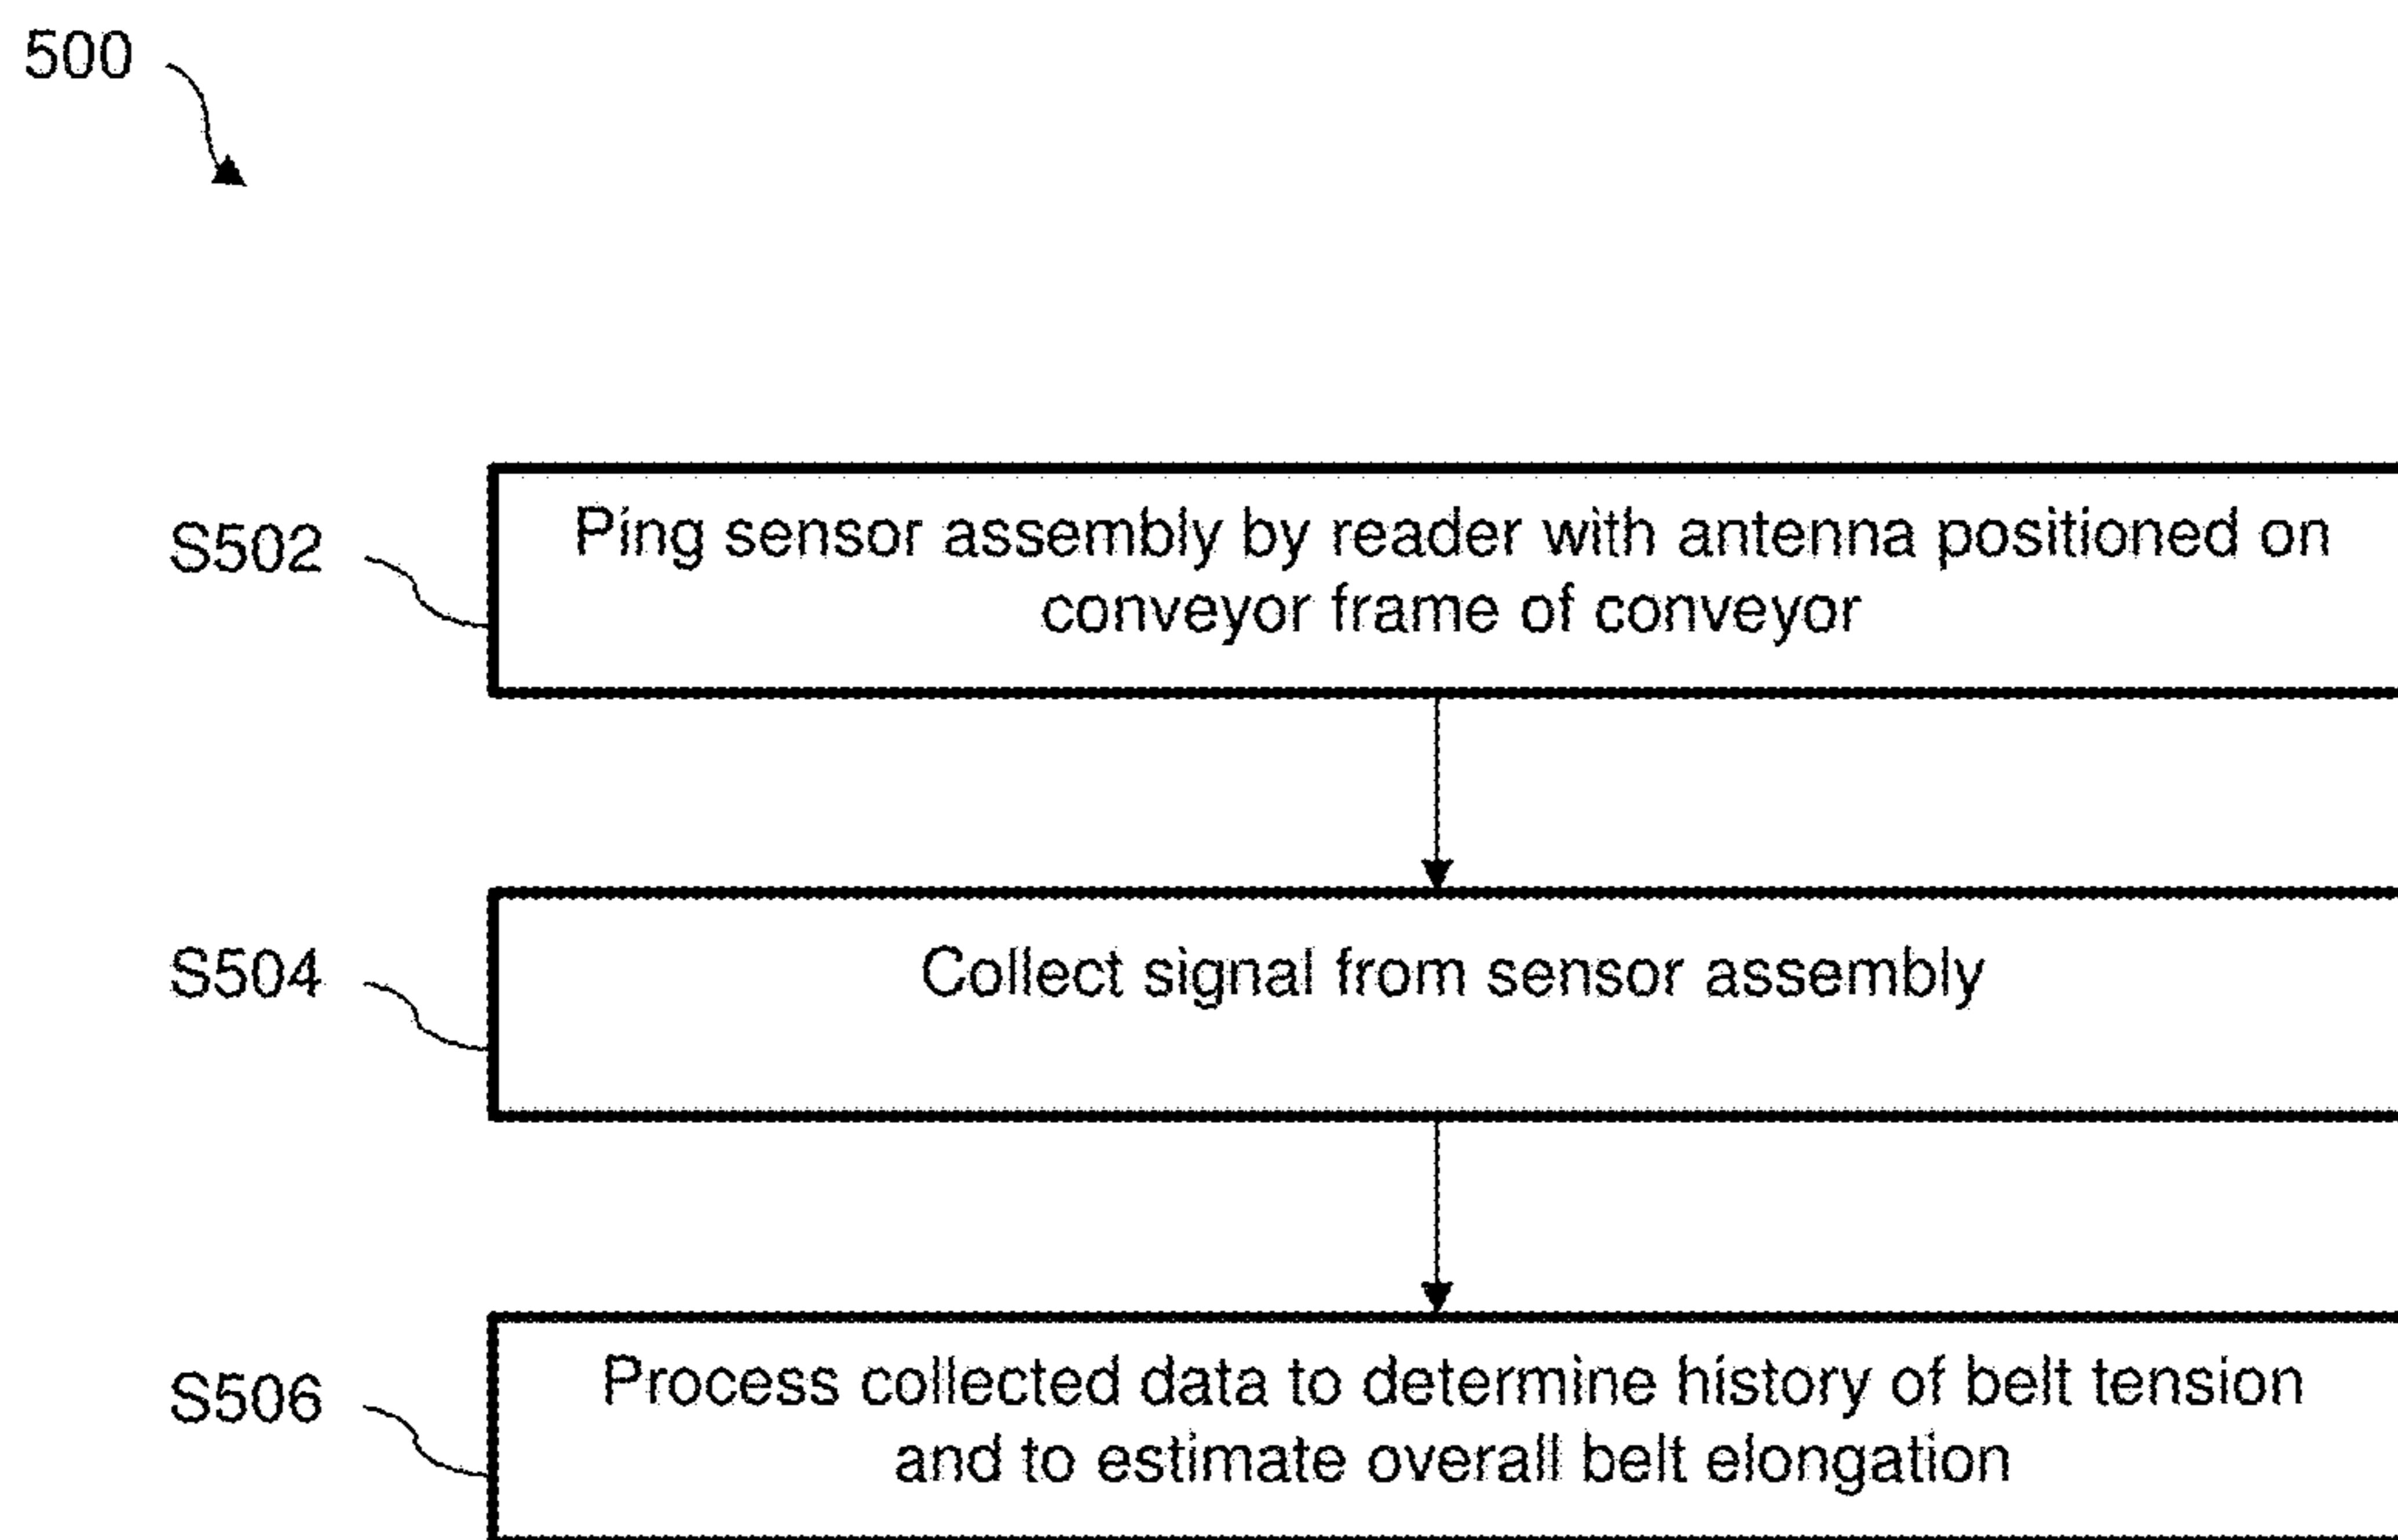 500
S502
Ping sensor assembly by reader with antenna positioned on
conveyor frame of conveyor
S504
Collect signal from sensor assembly
S506
Process collected data to determine history of belt tension
and to estimate overall belt elongation